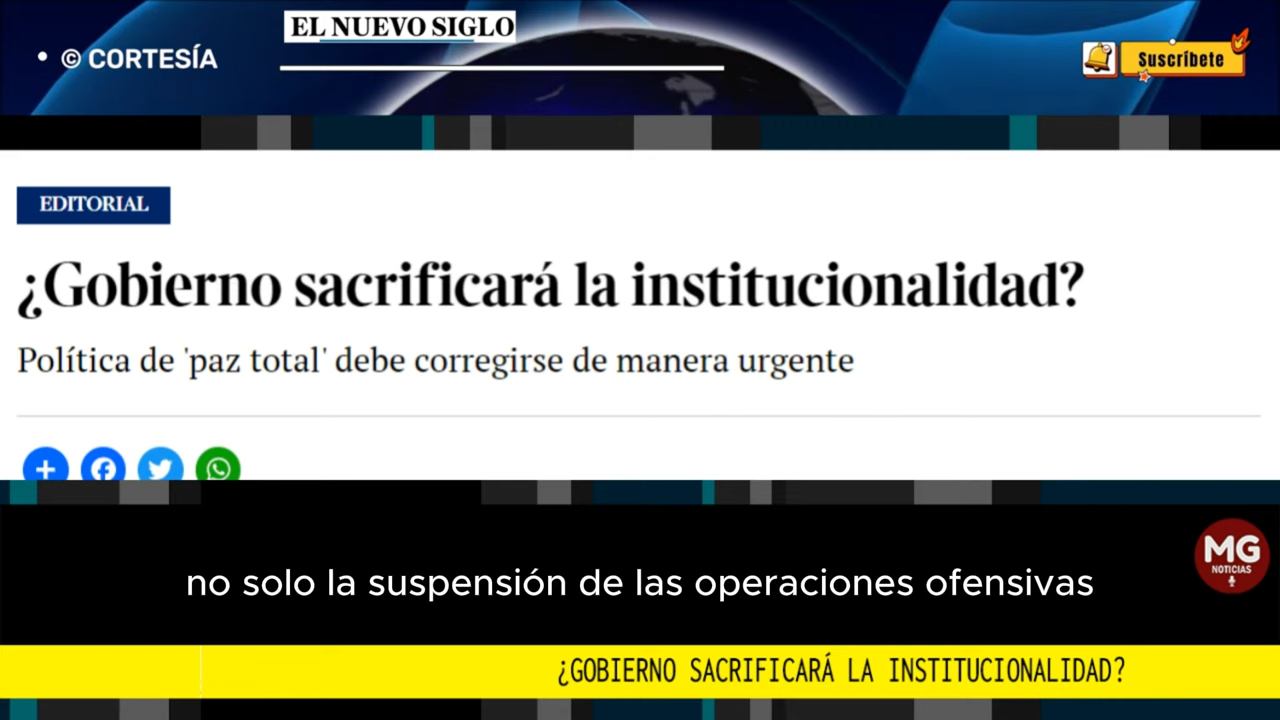 EL NUEVO SIGLO
• © CORTESÍA
Suscríbete
EDITORIAL
¿Gobierno sacrificará la institucionalidad?
Política de 'paz total' debe corregirse de manera urgente
MG
NOTICIAS
no solo la suspensión de las operaciones ofensivas
¿GOBIERNO SACRIFICARÁ LA INSTITUCIONALIDAD?